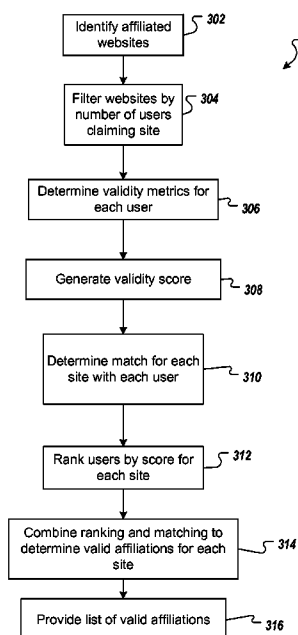 Identify affiliated
websites
302
Filter websites by
number of users
claiming site
304
Determine validity metrics for
each user
306
Generate validity score
308
Determine match for each
site with each user
310
Rank users by score for
each site
312
Combine ranking and matching to
determine valid affiliations for each
site
314
Provide list of valid affiliations
316